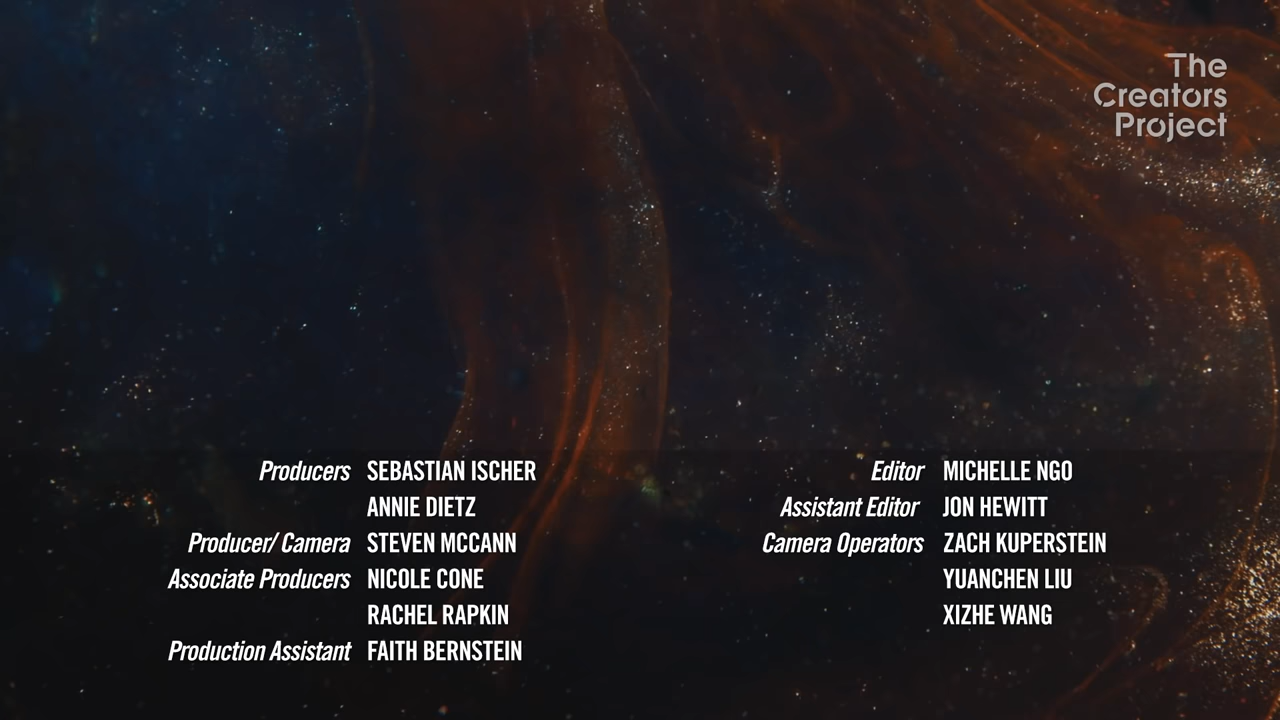 The
Creators
Project
Producers SEBASTIAN ISCHER
ANNIE DIETZ
Producer/ Camera STEVEN MCCANN
Associate Producers NICOLE CONE
RACHEL RAPKIN
Production Assistant FAITH BERNSTEIN
Editor MICHELLE NGO
Assistant Editor JON HEWITT
Camera Operators ZACH KUPERSTEIN
YUANCHEN LIU
XIZHE WANG